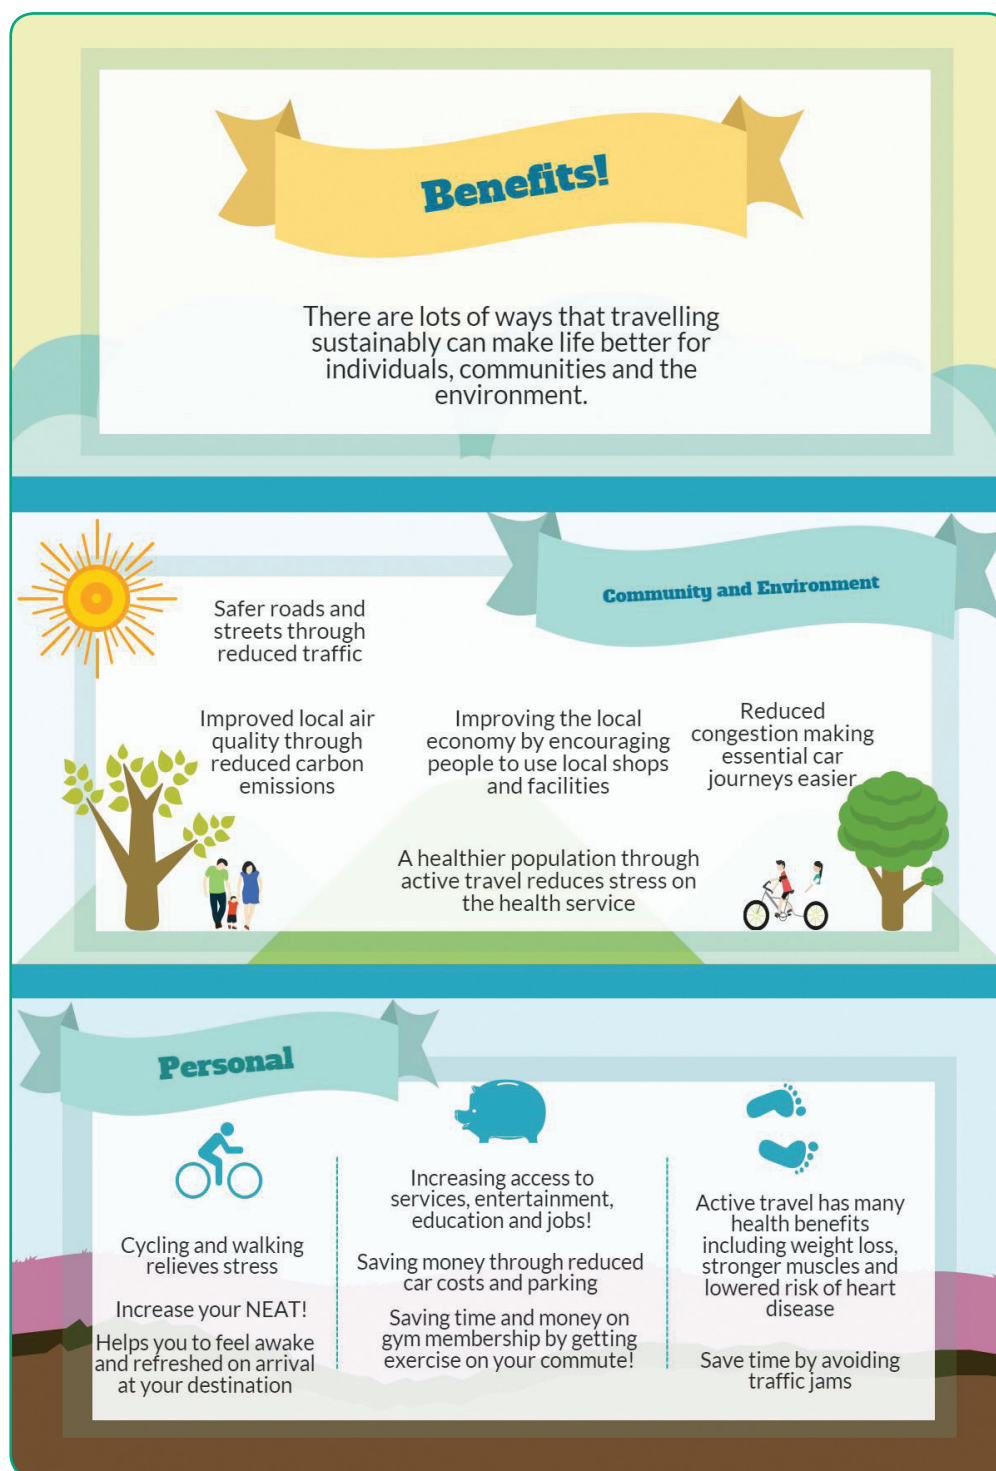 Benefits!
There are lots of ways that travelling
sustainably can make life better for
individuals, communities and the
environment.
Community and Environment
Safer roads and
streets through
reduced traffic
Improved local air
quality through
reduced carbon
emissions
Improving the local
economy by encouraging
people to use local shops
and facilities
Reduced
congestion making
essential car
journeys easier
A healthier population through
active travel reduces stress on
the health service
Personal
Cycling and walking
relieves stress
Increase your NEAT!
Helps you to feel awake
and refreshed on arrival
at your destination
Increasing access to
services, entertainment,
education and jobs!
Saving money through reduced
car costs and parking
Saving time and money on
gym membership by getting
exercise on your commute!
Active travel has many
health benefits
including weight loss,
stronger muscles and
lowered risk of heart
disease
Save time by avoiding
traffic jams